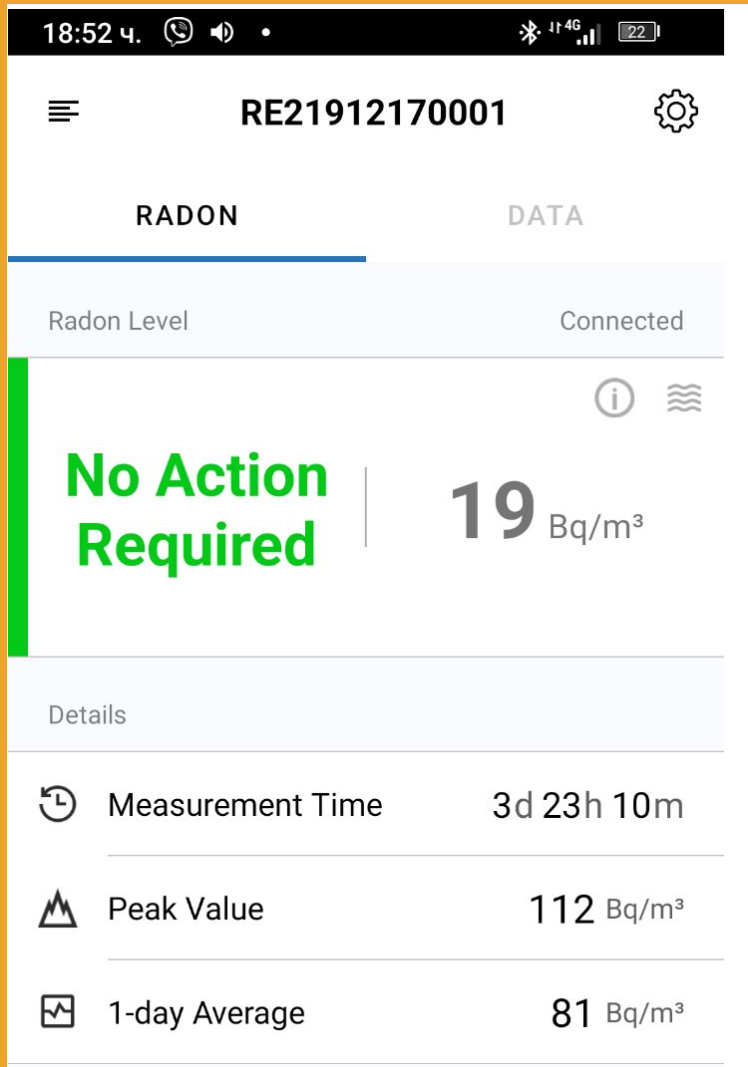 18:52 ч. 4G 22
RE21912170001
RADON DATA
Radon Level Connected
No Action
Required
19 Bq/m³
Details
Measurement Time 3d 23h 10m
Peak Value 112 Bq/m³
1-day Average 81 Bq/m³